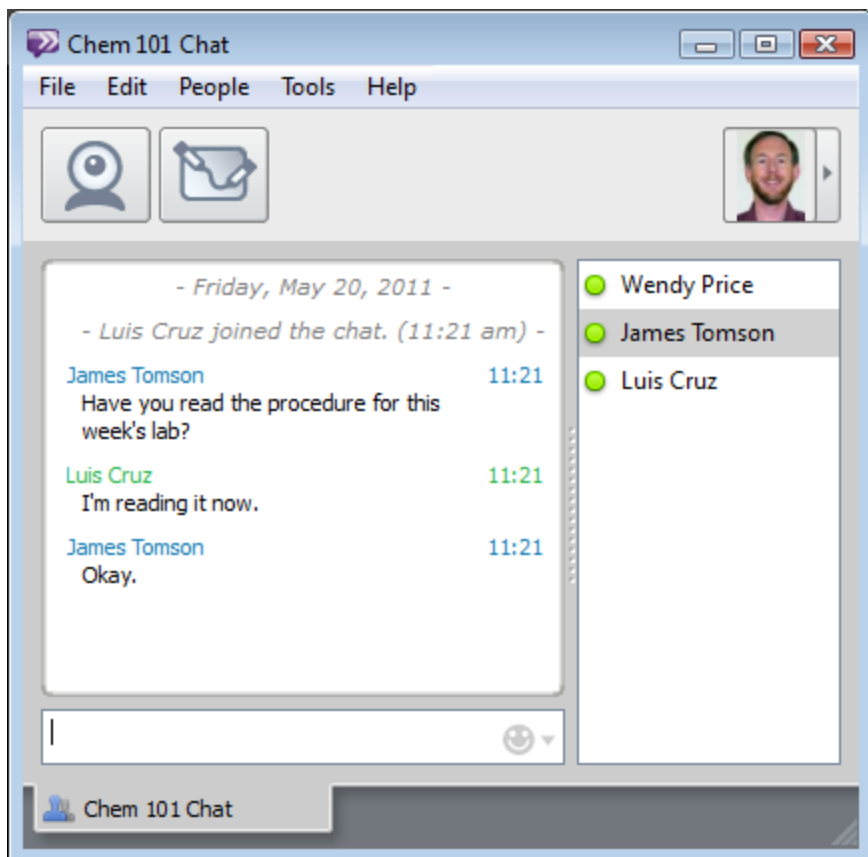 Chem 101 Chat
File Edit People Tools Help
- Friday, May 20, 2011 -
- Luis Cruz joined the chat. (11:21 am) -
James Tomson 11:21
Have you read the procedure for this
week's lab?
Luis Cruz 11:21
I'm reading it now.
James Tomson 11:21
Okay.
Wendy Price
James Tomson
Luis Cruz
Chem 101 Chat